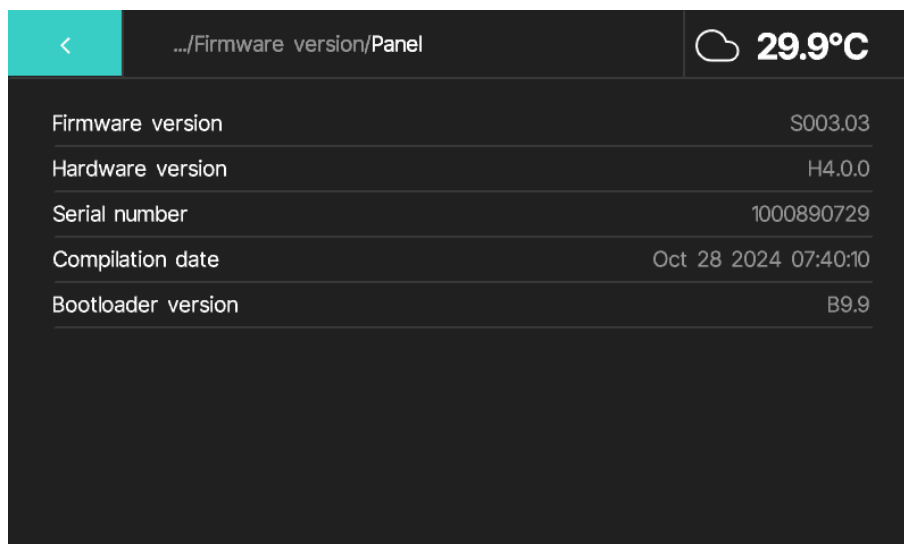 .../Firmware version/Panel
29.9°C
Firmware version S003.03
Hardware version H4.0.0
Serial number 1000890729
Compilation date Oct 28 2024 07:40:10
Bootloader version B9.9